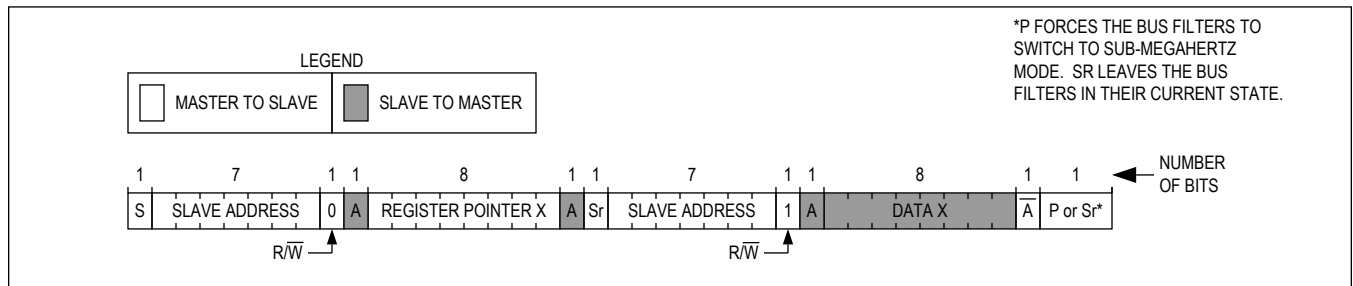 *P FORCES THE BUS FILTERS TO
SWITCH TO SUB-MEGAHERTZ
MODE. SR LEAVES THE BUS
FILTERS IN THEIR CURRENT STATE.
LEGEND
MASTER TO SLAVE SLAVE TO MASTER
1 7 1 1 8 1 1 7 1 1 8 1 1 NUMBER
OF BITS
S SLAVE ADDRESS 0 A REGISTER POINTER X A Sr SLAVE ADDRESS 1 A DATA X A̅ P or Sr*
R/W̅ R/W̅